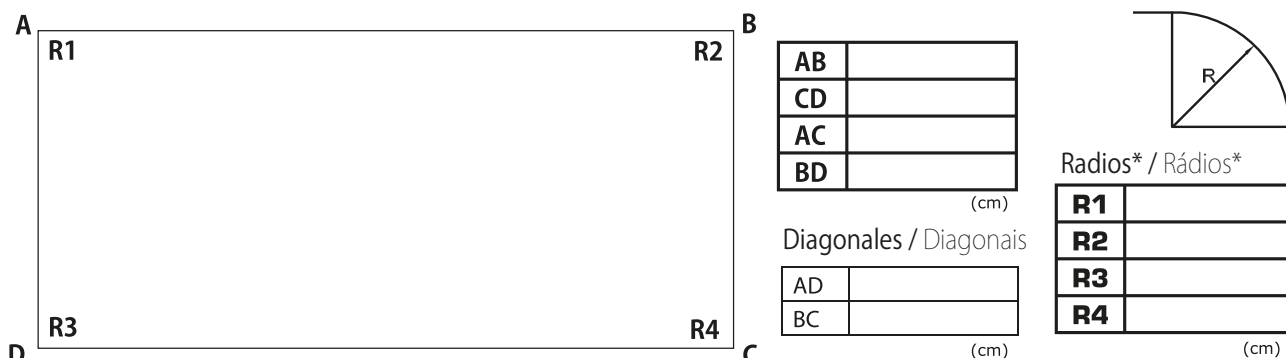 A
B
R1
R2
R3
R4
D
C
AB
CD
AC
BD
(cm)
Diagonales / Diagonais
AD
BC
(cm)
R
Radios* / Rádios*
R1
R2
R3
R4
(cm)